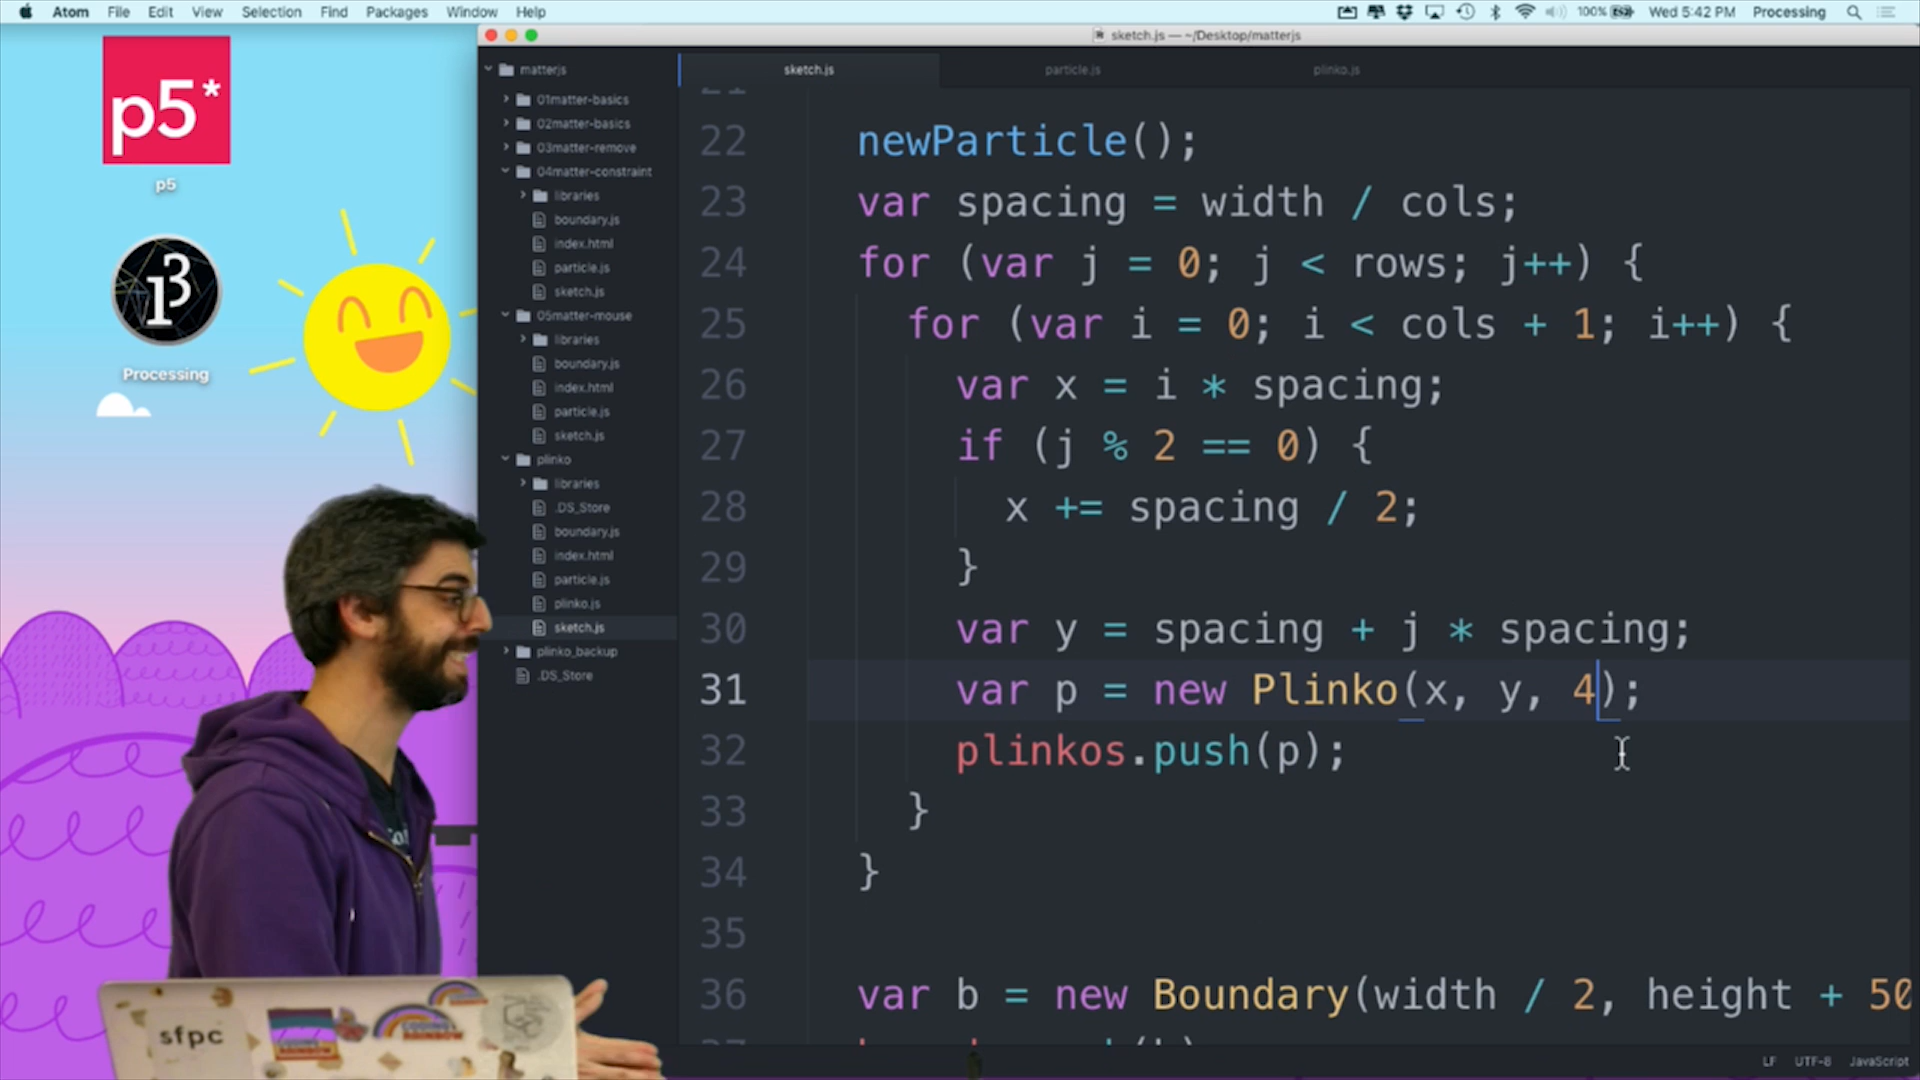 Atom File Edit View Selection Find Packages Window Help
100% Wed 5:42 PM Processing
sketch.js — ~/Desktop/matterjs
p5*
p5
Processing
matterjs
01matter-basics
02matter-basics
03matter-remove
04matter-constraint
libraries
boundary.js
index.html
particle.js
sketch.js
05matter-mouse
libraries
boundary.js
index.html
particle.js
sketch.js
plinko
libraries
.DS_Store
boundary.js
index.html
particle.js
plinko.js
sketch.js
plinko_backup
.DS_Store
sketch.js particle.js plinko.js
21
22 newParticle();
23 var spacing = width / cols;
24 for (var j = 0; j < rows; j++) {
25 for (var i = 0; i < cols + 1; i++) {
26 var x = i * spacing;
27 if (j % 2 == 0) {
28 x += spacing / 2;
29 }
30 var y = spacing + j * spacing;
31 var p = new Plinko(x, y, 4);
32 plinkos.push(p);
33 }
34 }
35
36 var b = new Boundary(width / 2, height + 50
LF UTF-8 JavaScript
sfpc
CODING
RAINBOW
CODING
RAINBOW